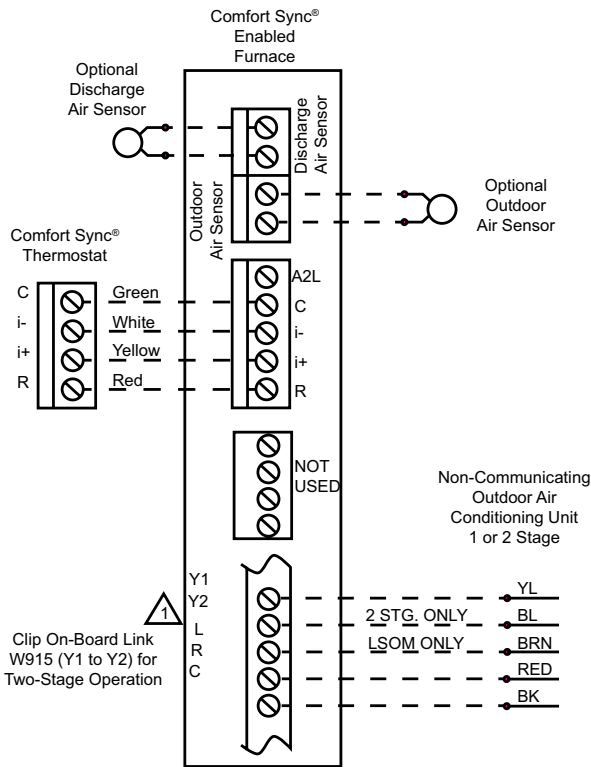 Comfort Sync®
Enabled
Furnace
Optional
Discharge
Air Sensor
Discharge
Air Sensor
Outdoor
Air Sensor
Optional
Outdoor
Air Sensor
Comfort Sync®
Thermostat
C
i-
i+
R
Green
White
Yellow
Red
A2L
C
i-
i+
R
NOT
USED
Non-Communicating
Outdoor Air
Conditioning Unit
1 or 2 Stage
Y1
Y2
L
R
C
1
Clip On-Board Link
W915 (Y1 to Y2) for
Two-Stage Operation
2 STG. ONLY
LSOM ONLY
YL
BL
BRN
RED
BK